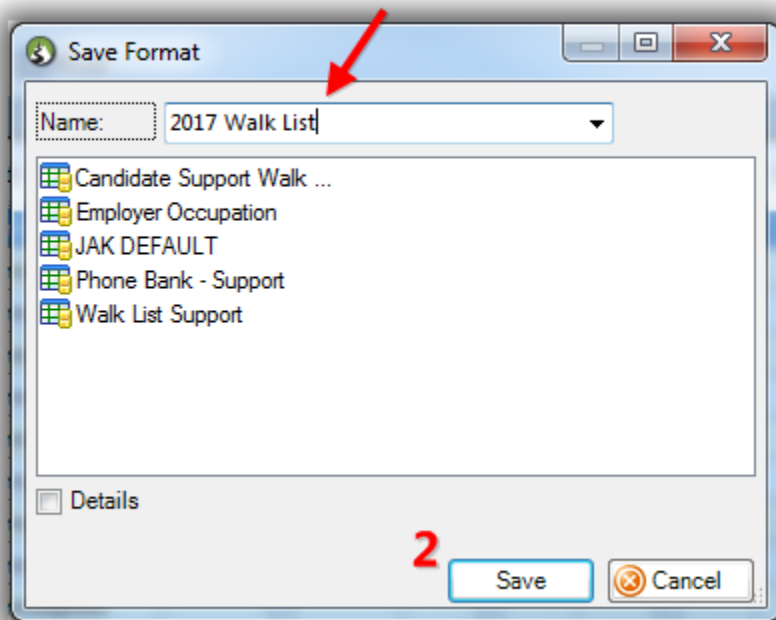 Save Format
Name: 2017 Walk List
Candidate Support Walk ...
Employer Occupation
JAK DEFAULT
Phone Bank - Support
Walk List Support
Details
2
Save Cancel